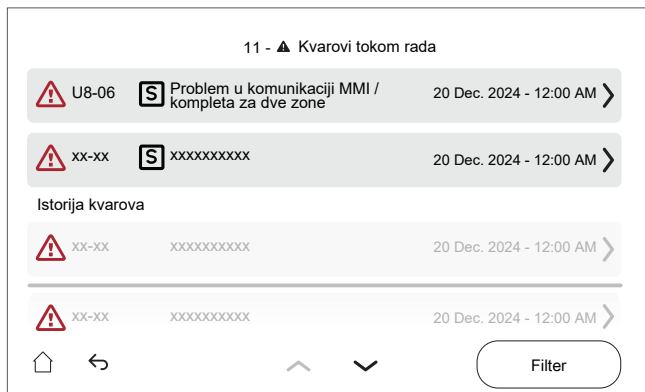 11 - Kvarovi tokom rada
U8-06 S Problem u komunikaciji MMI / 20 Dec. 2024 - 12:00 AM
kompleta za dve zone
xx-xx S xxxxxxxxxx 20 Dec. 2024 - 12:00 AM
Istorija kvarova
xx-xx xxxxxxxxxx 20 Dec. 2024 - 12:00 AM
xx-xx xxxxxxxxxx 20 Dec. 2024 - 12:00 AM
Filter